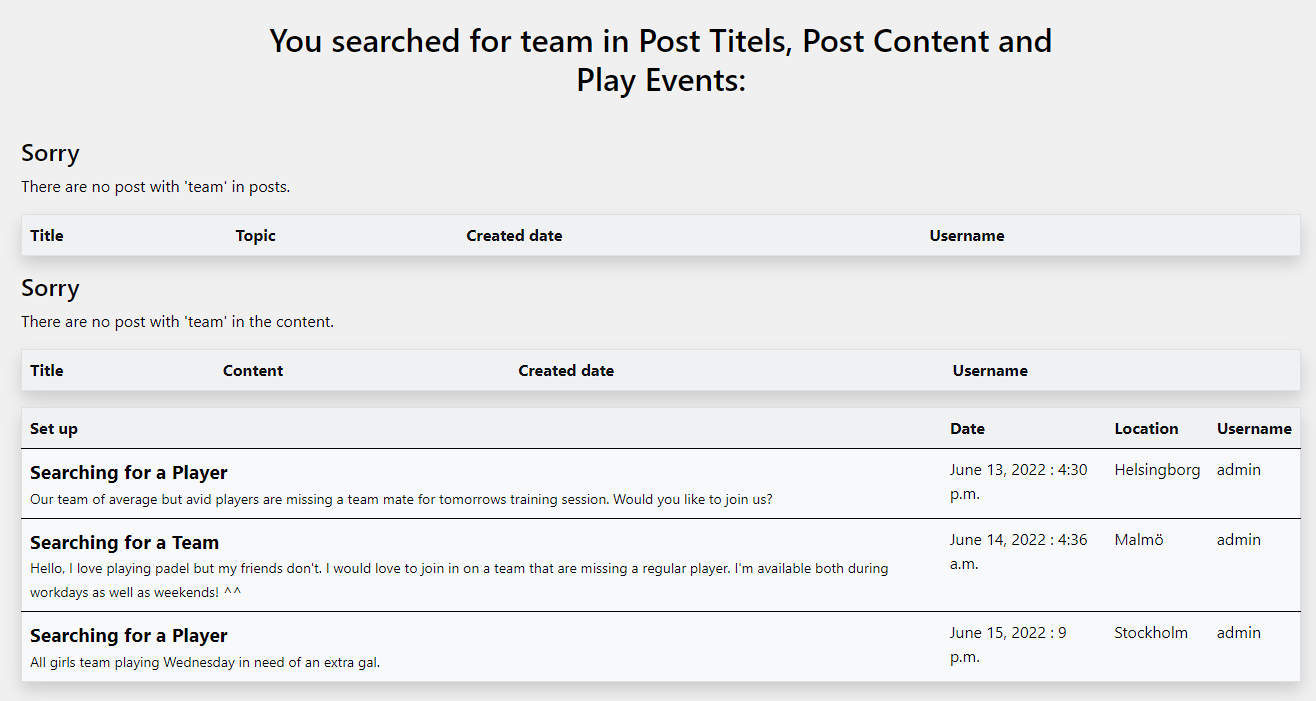 You searched for team in Post Titels, Post Content and
Play Events:
Sorry
There are no post with 'team' in posts.
Title Topic Created date Username
Sorry
There are no post with 'team' in the content.
Title Content Created date Username
Set up Date Location Username
Searching for a Player June 13, 2022 : 4:30 Helsingborg admin
p.m.
Our team of average but avid players are missing a team mate for tomorrows training session. Would you like to join us?
Searching for a Team June 14, 2022 : 4:36 Malmö admin
a.m.
Hello, I love playing padel but my friends don't. I would love to join in on a team that are missing a regular player. I'm available both during
workdays as well as weekends! ^^
Searching for a Player June 15, 2022 : 9 Stockholm admin
p.m.
All girls team playing Wednesday in need of an extra gal.